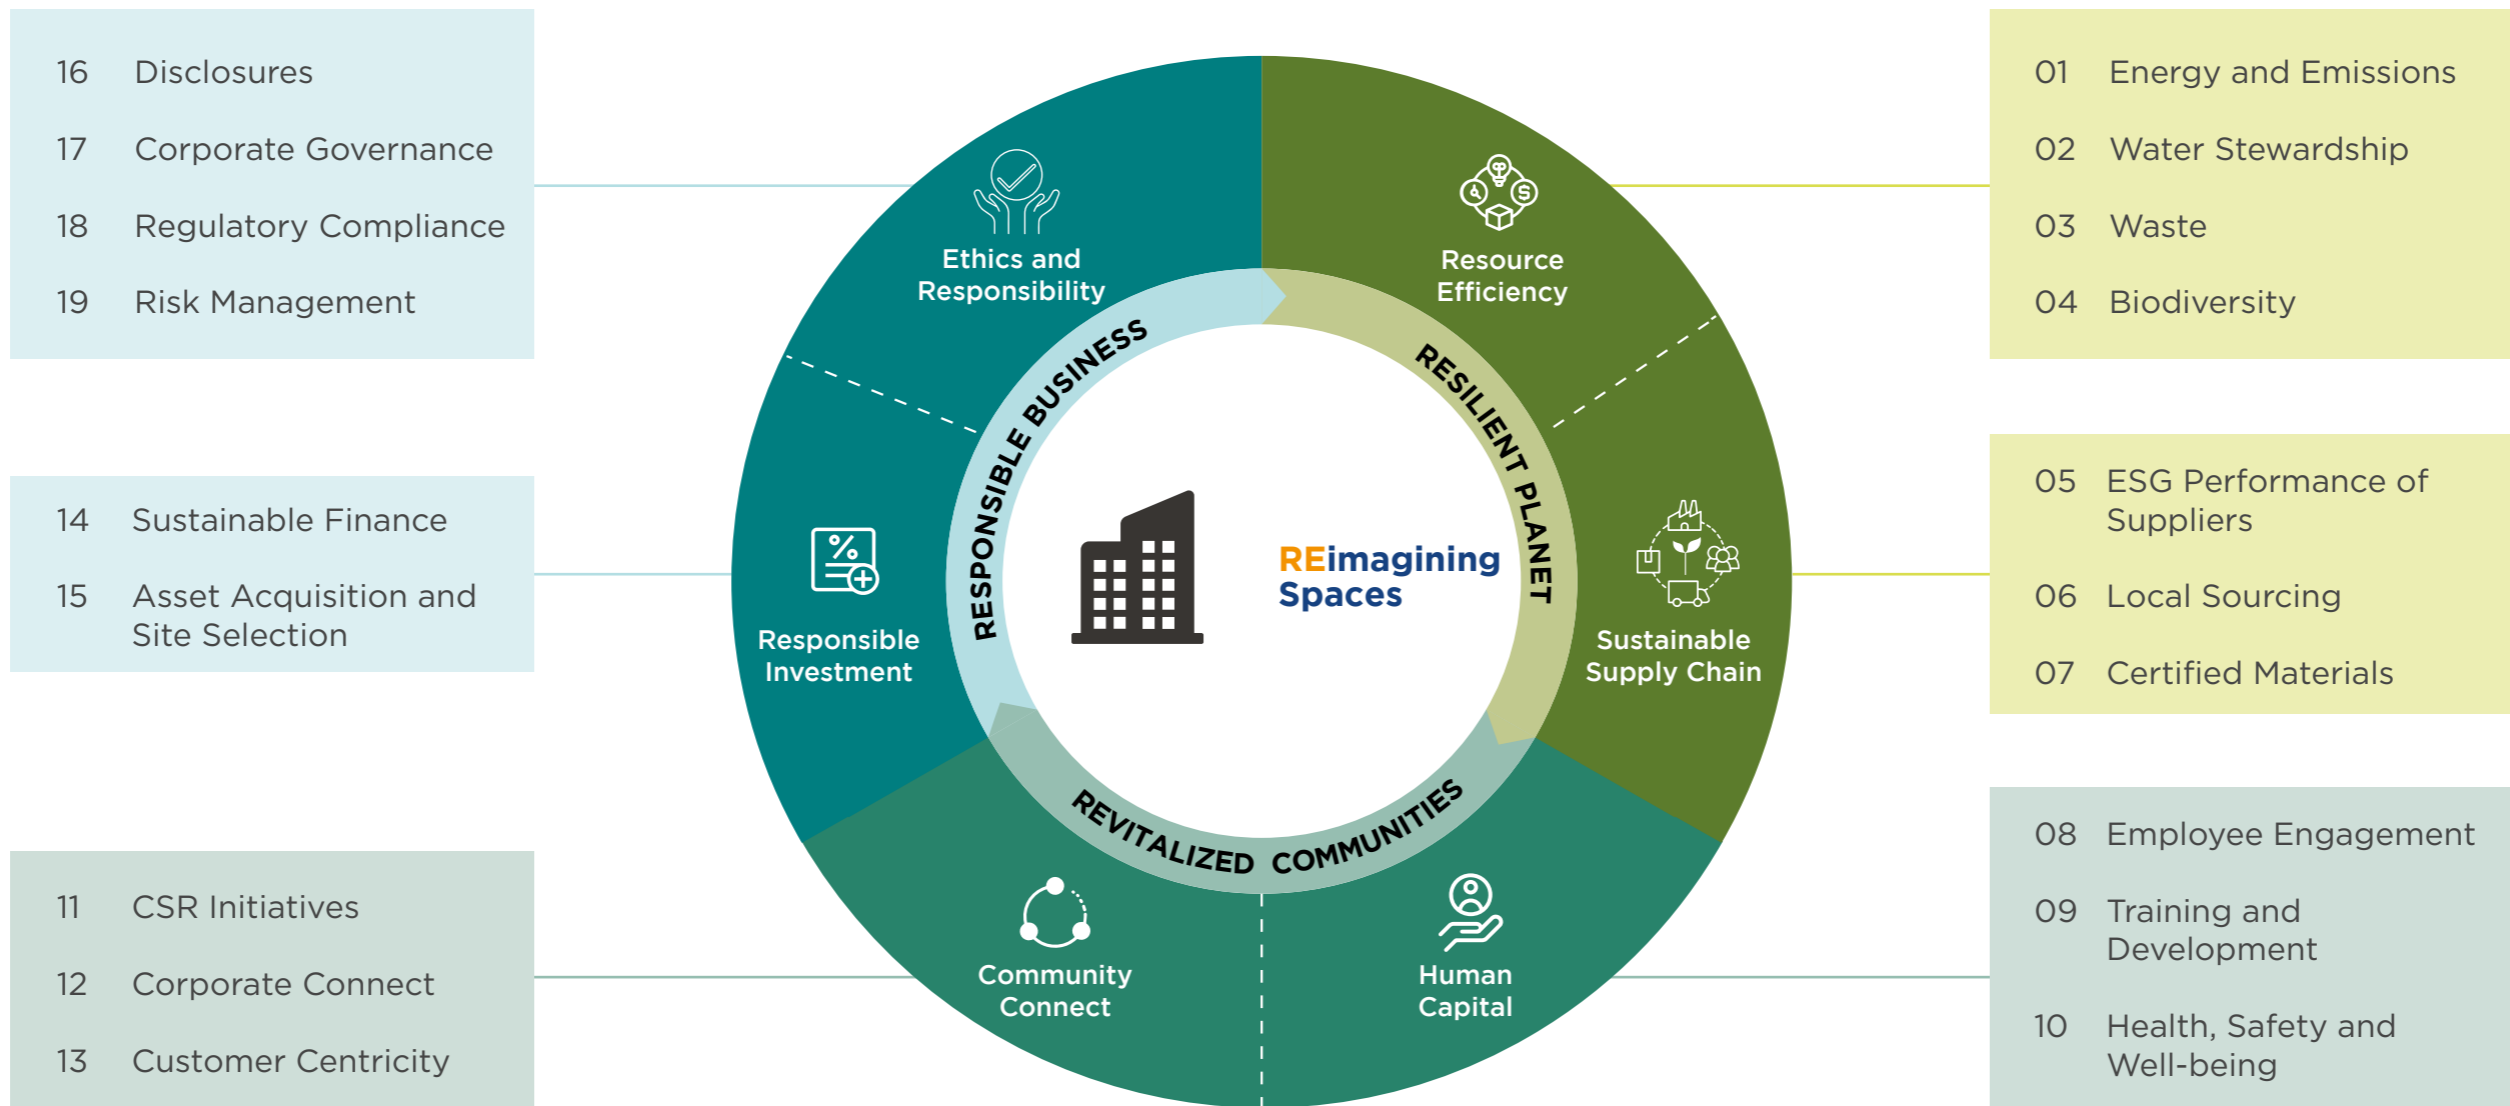 16 Disclosures
17 Corporate Governance
18 Regulatory Compliance
19 Risk Management
14 Sustainable Finance
15 Asset Acquisition and
Site Selection
11 CSR Initiatives
12 Corporate Connect
13 Customer Centricity
Ethics and
Responsibility
Resource
Efficiency
Responsible
Investment
Sustainable
Supply Chain
Community
Connect
Human
Capital
RESPONSIBLE BUSINESS
RESILIENT PLANET
REVITALIZED COMMUNITIES
REimagining
Spaces
01 Energy and Emissions
02 Water Stewardship
03 Waste
04 Biodiversity
05 ESG Performance of
Suppliers
06 Local Sourcing
07 Certified Materials
08 Employee Engagement
09 Training and
Development
10 Health, Safety and
Well-being